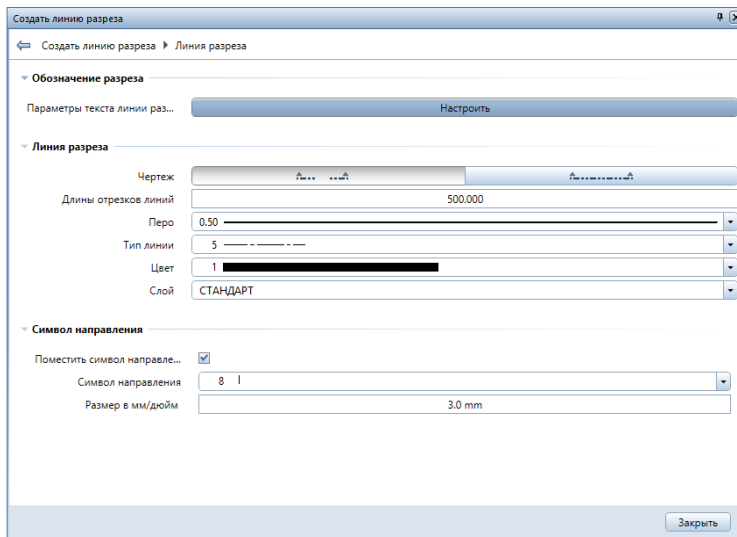 Создать линию разреза
Создать линию разреза Линия разреза
Обозначение разреза
Параметры текста линии раз... Настроить
Линия разреза
Чертеж
Длины отрезков линий 500.000
Перо 0.50
Тип линии 5
Цвет 1
Слой СТАНДАРТ
Символ направления
Поместить символ направле...
Символ направления 8
Размер в мм/дюйм 3.0 mm
Закрыть